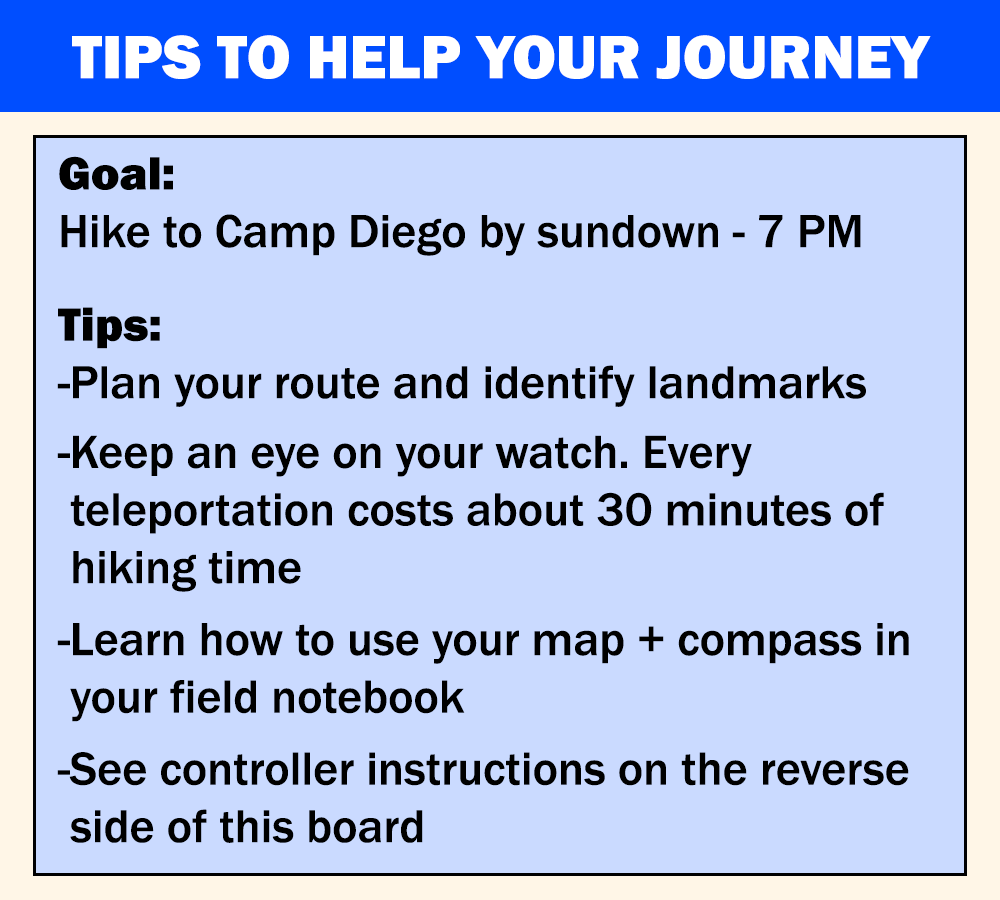 TIPS TO HELP YOUR JOURNEY
Goal:
Hike to Camp Diego by sundown - 7 PM
Tips:
-Plan your route and identify landmarks
-Keep an eye on your watch. Every
teleportation costs about 30 minutes of
hiking time
-Learn how to use your map + compass in
your field notebook
-See controller instructions on the reverse
side of this board